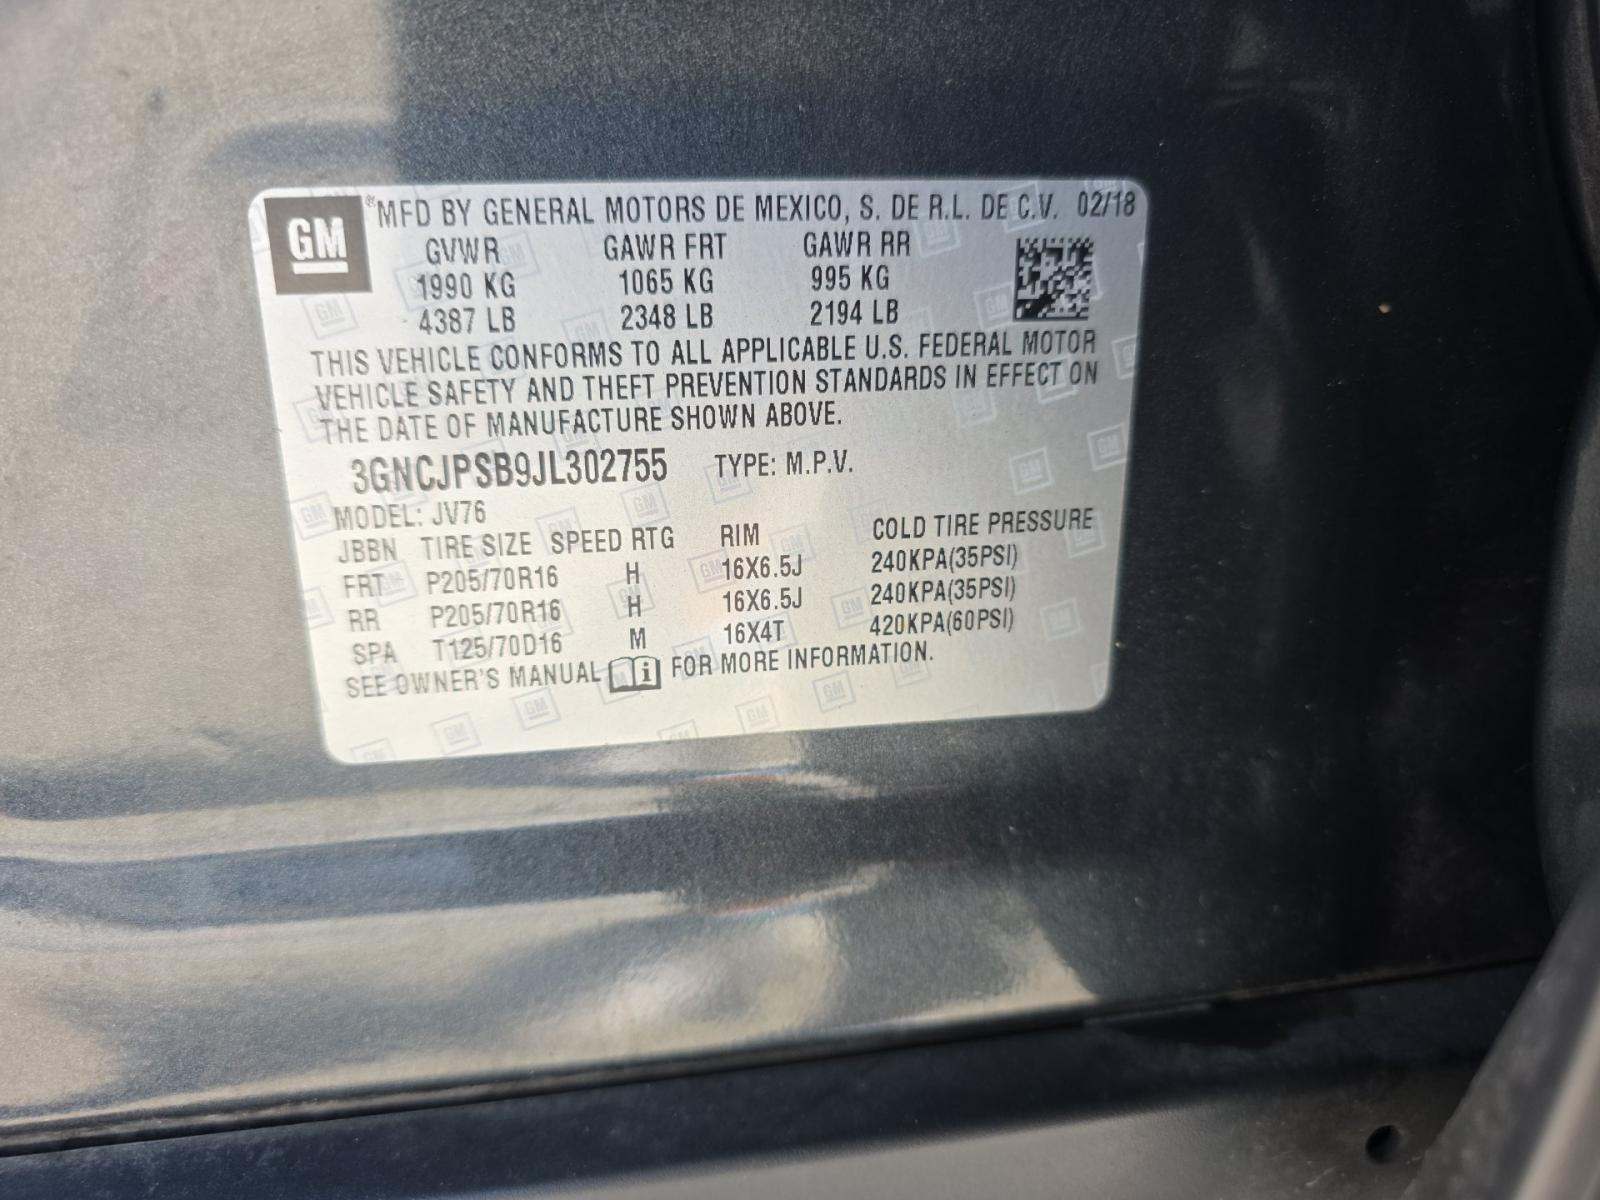 GM
® MFD BY GENERAL MOTORS DE MEXICO, S. DE R.L. DE C.V. 02/18
GVWR GAWR FRT GAWR RR
1990 KG 1065 KG 995 KG
4387 LB 2348 LB 2194 LB
THIS VEHICLE CONFORMS TO ALL APPLICABLE U.S. FEDERAL MOTOR
VEHICLE SAFETY AND THEFT PREVENTION STANDARDS IN EFFECT ON
THE DATE OF MANUFACTURE SHOWN ABOVE.
3GNCJPSB9JL302755 TYPE: M.P.V.
MODEL: JV76
JBBN TIRE SIZE SPEED RTG RIM COLD TIRE PRESSURE
FRT P205/70R16 H 16X6.5J 240KPA(35PSI)
RR P205/70R16 H 16X6.5J 240KPA(35PSI)
SPA T125/70D16 M 16X4T 420KPA(60PSI)
SEE OWNER'S MANUAL i FOR MORE INFORMATION.